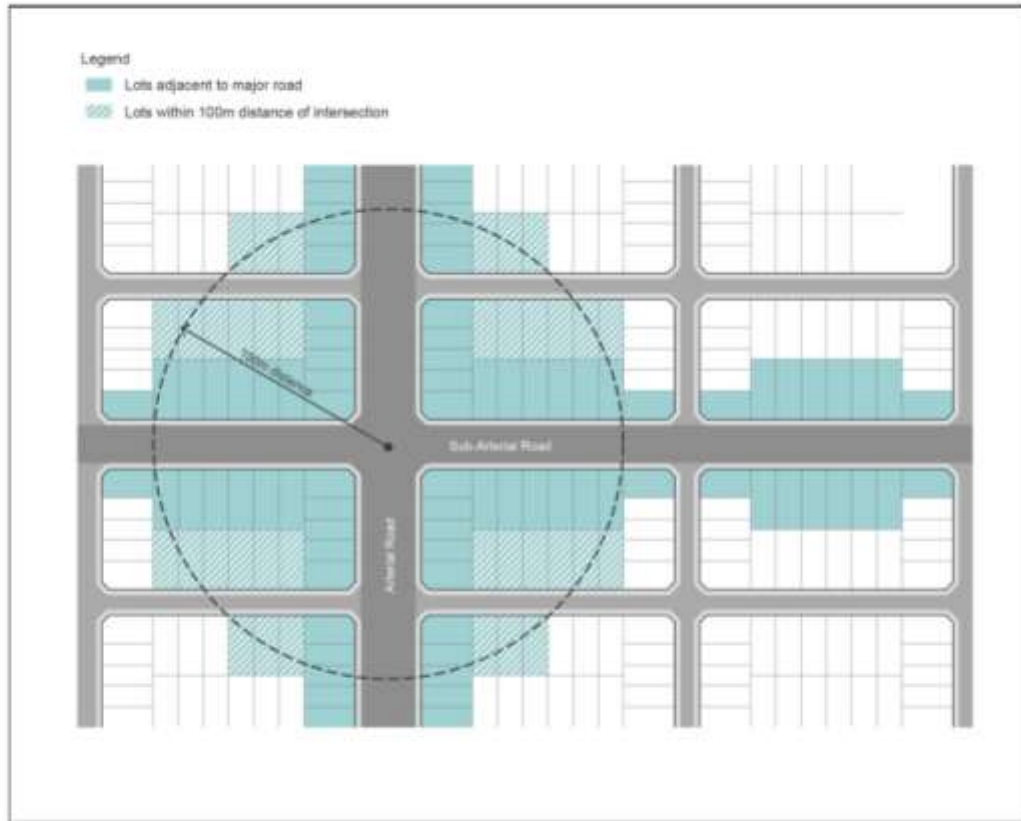 Legend
Lots adjacent to major road
Lots within 100m distance of intersection
100m distance
Sub-Arterial Road
Arterial Road